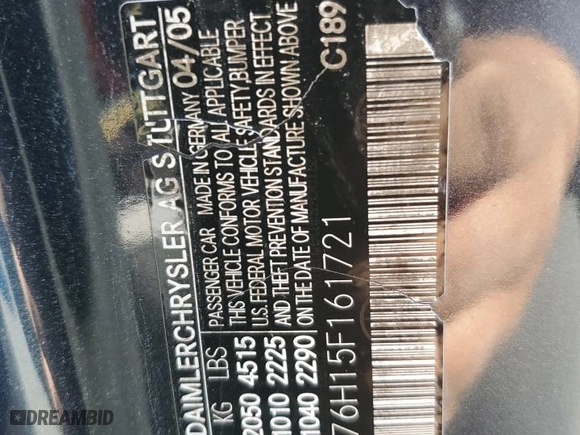 DAIMLERCHRYSLER AG STUTTGART
PASSENGER CAR MADE IN GERMANY 04/05
THIS VEHICLE CONFORMS TO ALL APPLICABLE
U.S. FEDERAL MOTOR VEHICLE SAFETY, BUMPER
AND THEFT PREVENTION STANDARDS IN EFFECT
ON THE DATE OF MANUFACTURE SHOWN ABOVE
KG LBS
2050 4515
1010 2225
1040 2290
C189
76H15F161721
DREAMBID